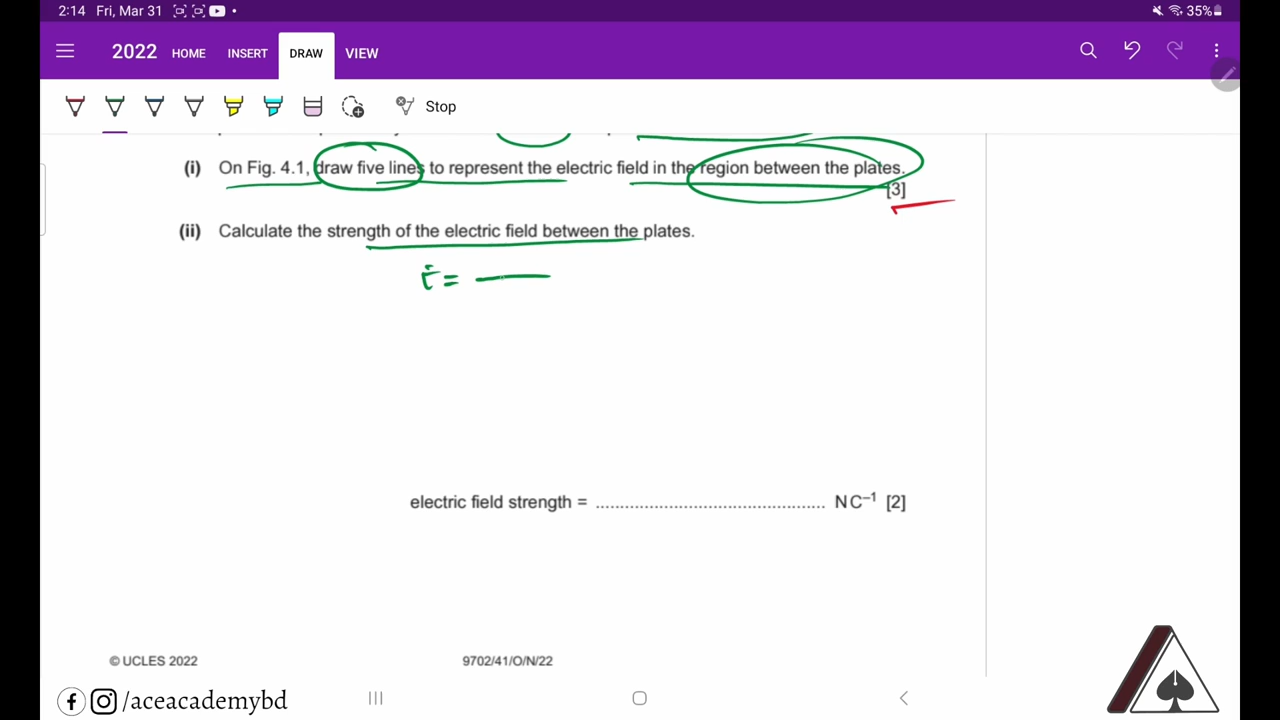 2:14 Fri, Mar 31
35%
2022 HOME INSERT DRAW VIEW
Stop
(i) On Fig. 4.1, draw five lines to represent the electric field in the region between the plates.
[3]
(ii) Calculate the strength of the electric field between the plates.
E =
electric field strength = .............................................. N C⁻¹ [2]
© UCLES 2022 9702/41/O/N/22
/aceacademybd